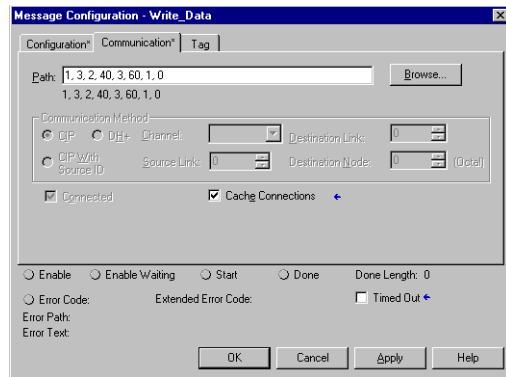 Message Configuration - Write_Data
Configuration* Communication* Tag
Path: 1, 3, 2, 40, 3, 60, 1, 0 Browse...
1, 3, 2, 40, 3, 60, 1, 0
Communication Method
CIP DH+ Channel: Destination Link: 0
CIP With Source ID Source Link: 0 Destination Node: 0 (Octal)
Connected Cache Connections
Enable Enable Waiting Start Done Done Length: 0
Error Code: Extended Error Code: Timed Out
Error Path:
Error Text:
OK Cancel Apply Help